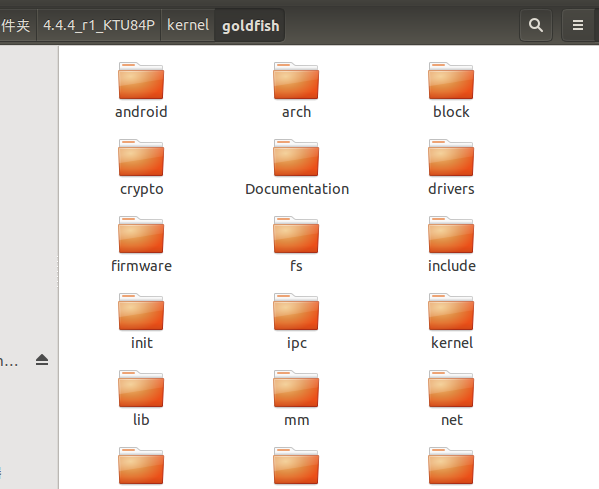 件夹 4.4.4_r1_KTU84P kernel goldfish
android arch block
crypto Documentation drivers
firmware fs include
init ipc kernel
n...
lib mm net